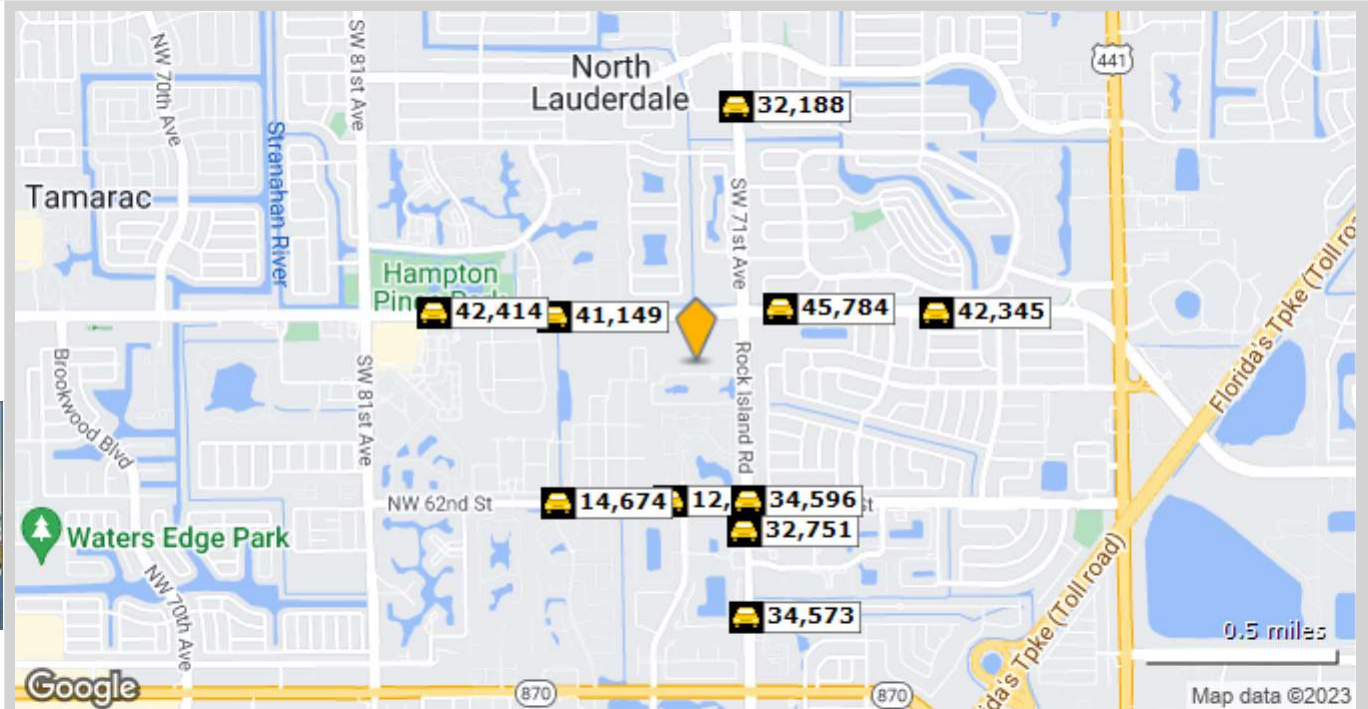 SW 81st Ave
NW 70th Ave
North
Lauderdale
441
32,188
Stranahan River
Tamarac
SW 71st Ave
Hampton
42,414
41,149
45,784
42,345
Florida's Tpke (Toll road)
Brookwood Blvd
SW 81st Ave
Rock Island Rd
NW 62nd St
14,674
12,
34,596
st
32,751
Waters Edge Park
NW 70th Ave
34,573
Tpke (Toll road)
0.5 miles
Google
870
870
Map data ©2023